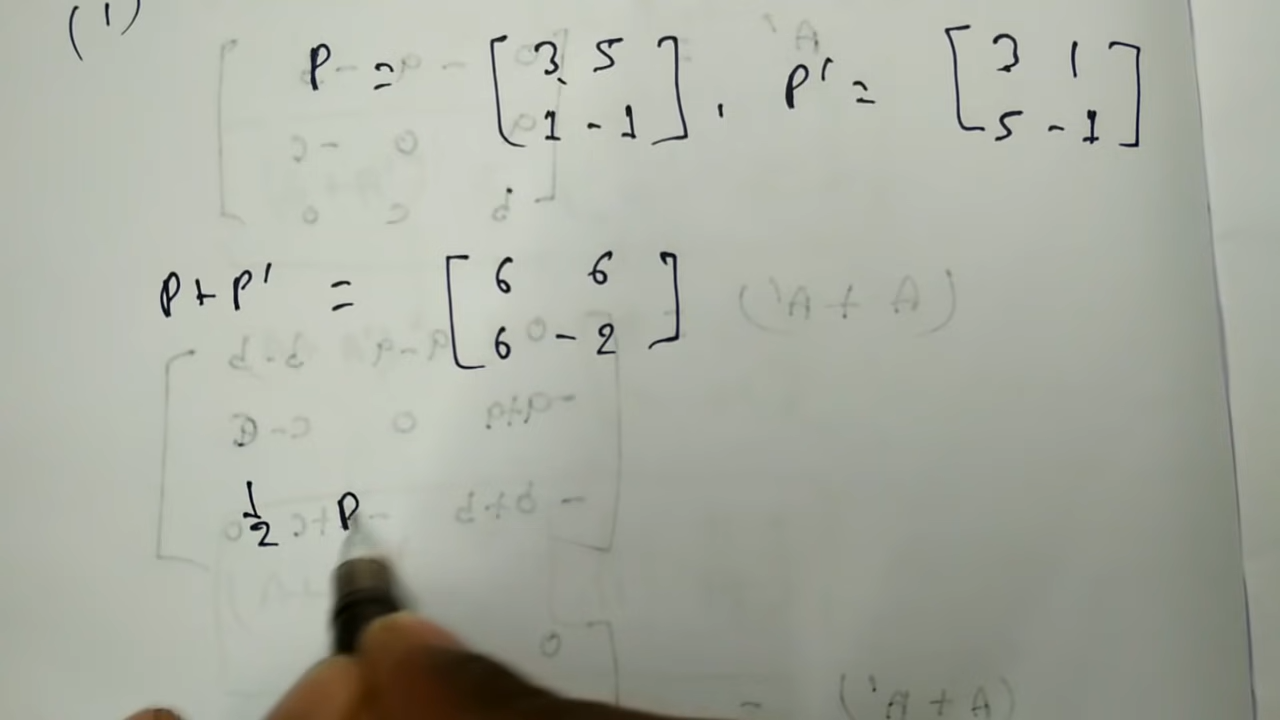 (1)
P = [3 5
1 -1], P' = [3 1
5 -1]
P+P' = [6 6
6 -2]
1/2 P